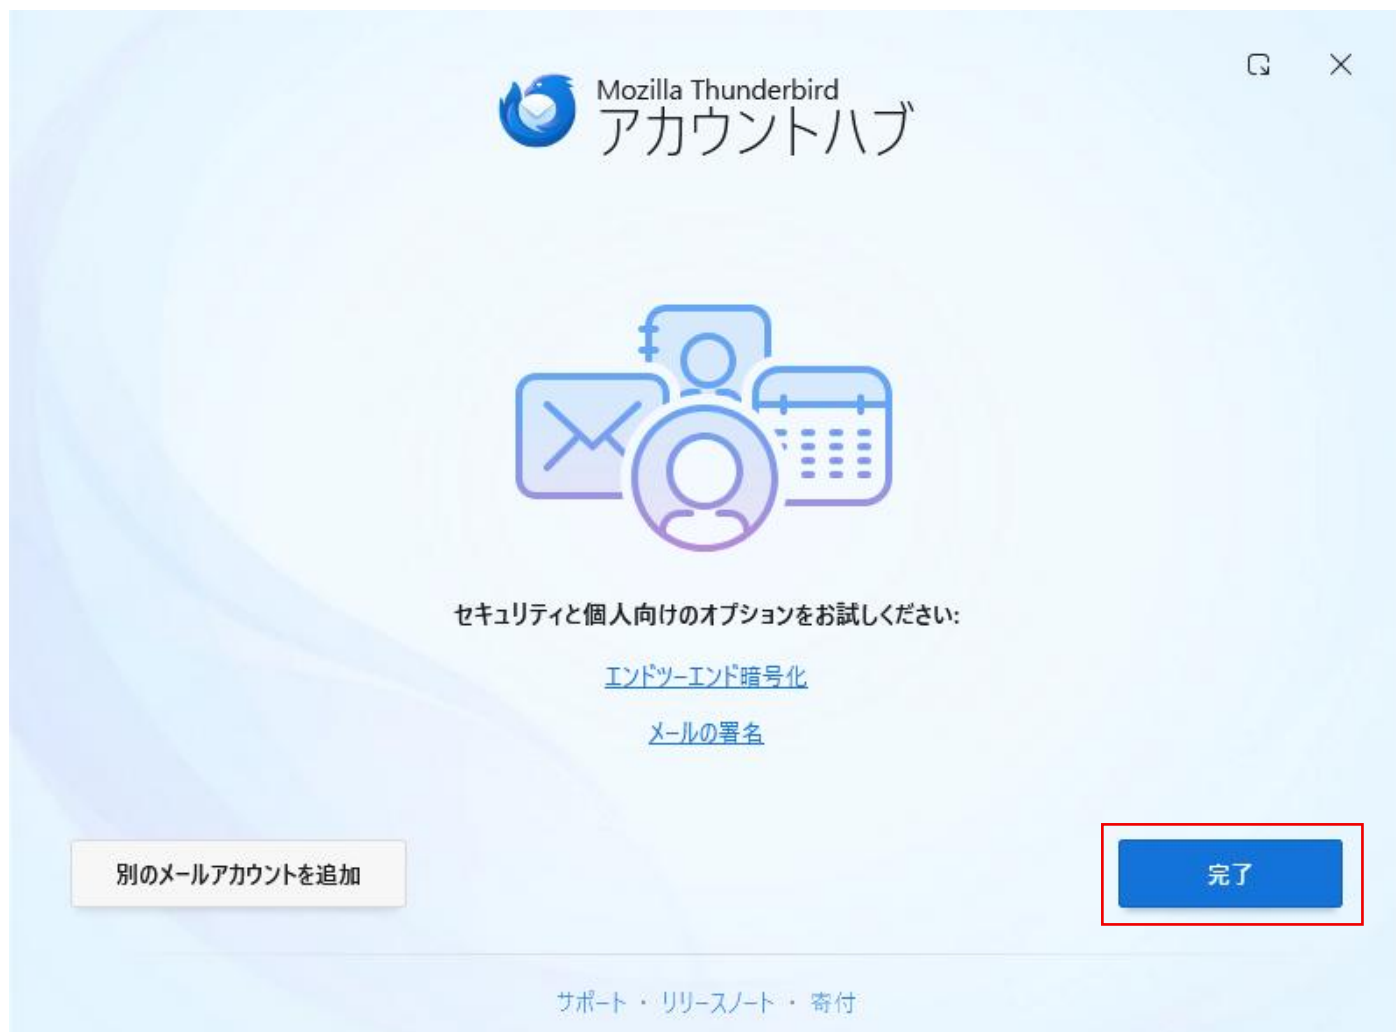 Mozilla Thunderbird
アカウントハブ
セキュリティと個人向けのオプションをお試しください:
エンドツーエンド暗号化
メールの署名
別のメールアカウントを追加
完了
サポート ・ リリースノート ・ 寄付